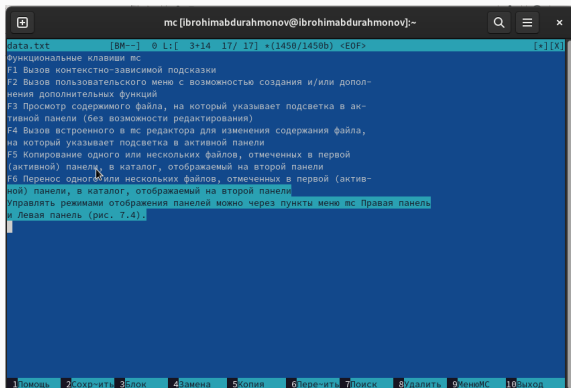 mc [ibrohimabdurahmonov@ibrohimabdurahmonov]:~
data.txt [BM--] 0 L:[ 3+14 17/ 17] *(1450/1450b) <EOF> [*][X]
Функциональные клавиши mc
F1 Вызов контекстно-зависимой подсказки
F2 Вызов пользовательского меню с возможностью создания и/или допол-
нения дополнительных функций
F3 Просмотр содержимого файла, на который указывает подсветка в ак-
тивной панели (без возможности редактирования)
F4 Вызов встроенного в mc редактора для изменения содержания файла,
на который указывает подсветка в активной панели
F5 Копирование одного или нескольких файлов, отмеченных в первой
(активной) панели, в каталог, отображаемый на второй панели
F6 Перенос одного или нескольких файлов, отмеченных в первой (актив-
ной) панели, в каталог, отображаемый на второй панели
Управлять режимами отображения панелей можно через пункты меню mc Правая панель
и Левая панель (рис. 7.4).
1Помощь 2Сохр~ить 3Блок 4Замена 5Копия 6Пере~ить 7Поиск 8Удалить 9МенюMC 10Выход